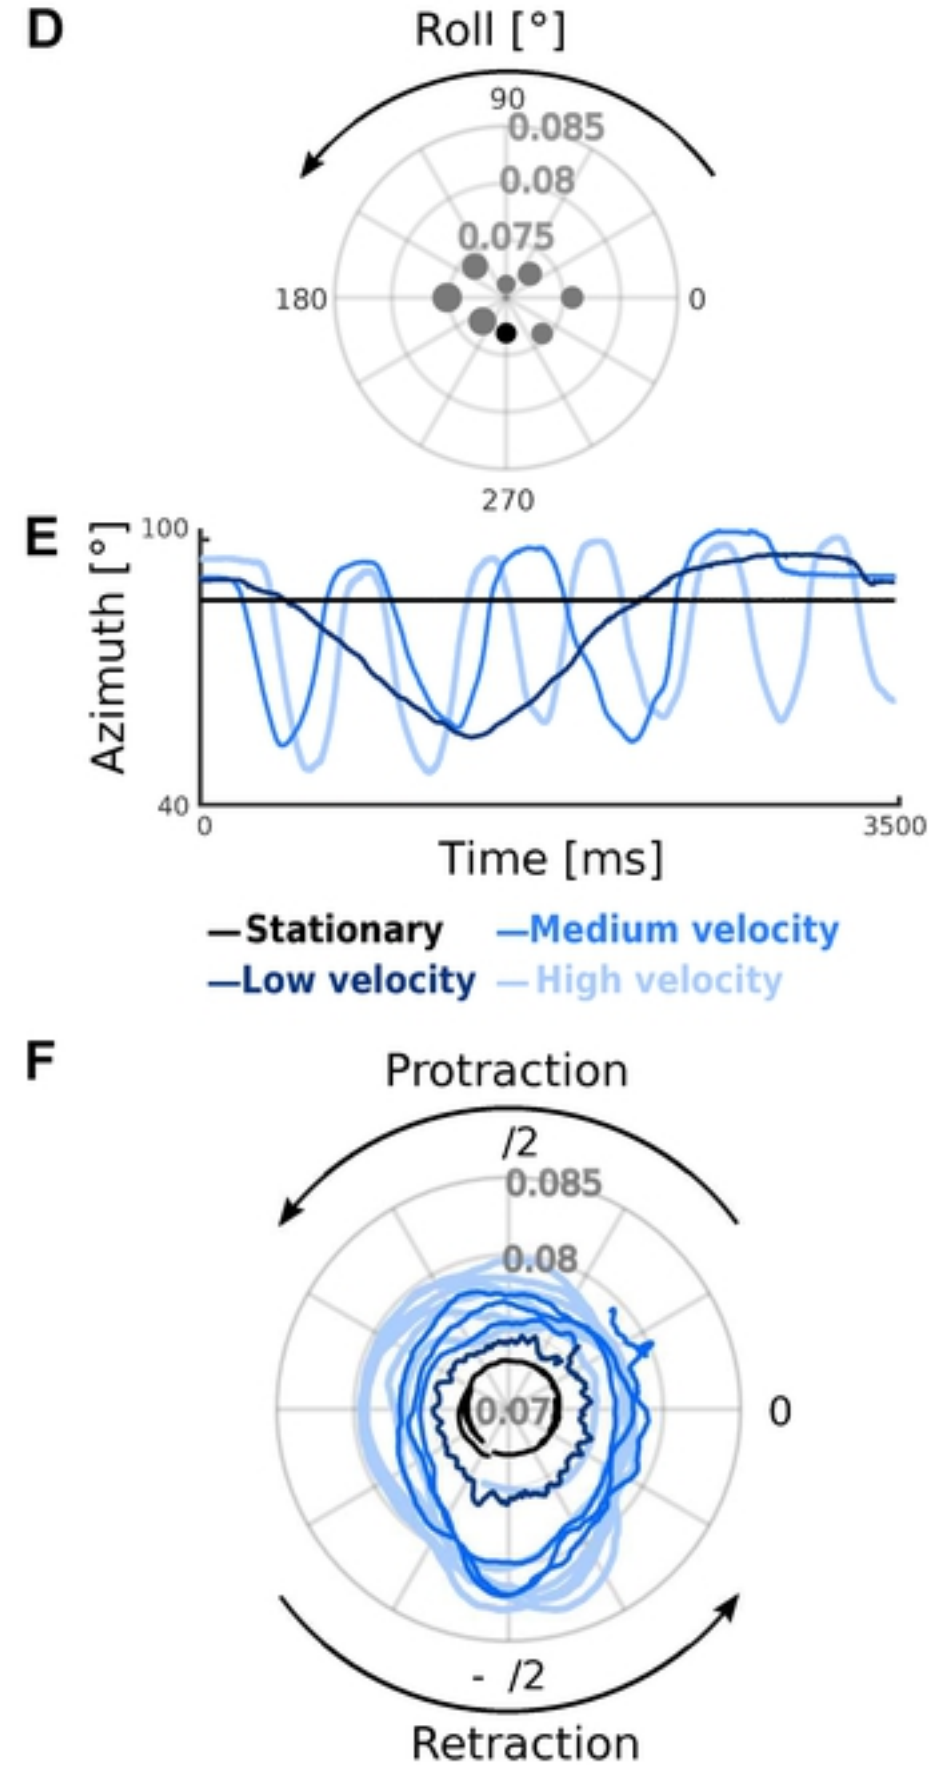 D
Roll [°]
90
0.085
0.08
0.075
180
0
270
E
100
Azimuth [°]
40
0
3500
Time [ms]
Stationary
Medium velocity
Low velocity
High velocity
F
Protraction
/2
0.085
0.08
0.07
0
- /2
Retraction